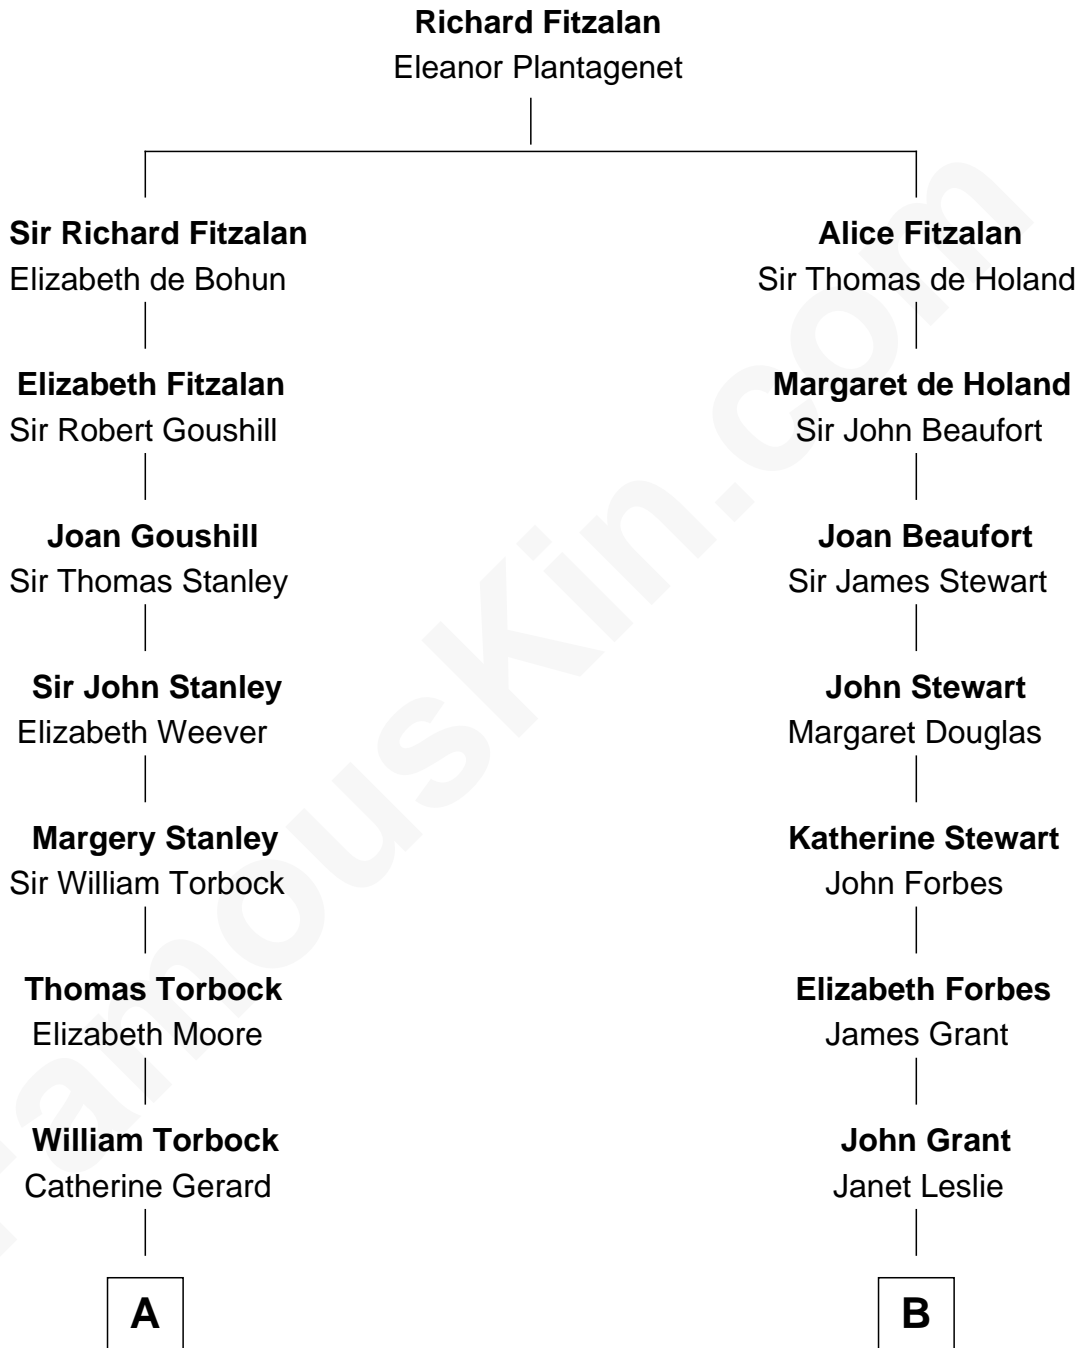 Richard Fitzalan
Eleanor Plantagenet
Sir Richard Fitzalan
Elizabeth de Bohun
Elizabeth Fitzalan
Sir Robert Goushill
Joan Goushill
Sir Thomas Stanley
Sir John Stanley
Elizabeth Weever
Margery Stanley
Sir William Torbock
Thomas Torbock
Elizabeth Moore
William Torbock
Catherine Gerard
A
Alice Fitzalan
Sir Thomas de Holand
Margaret de Holand
Sir John Beaufort
Joan Beaufort
Sir James Stewart
John Stewart
Margaret Douglas
Katherine Stewart
John Forbes
Elizabeth Forbes
James Grant
John Grant
Janet Leslie
B
FamousKin.com